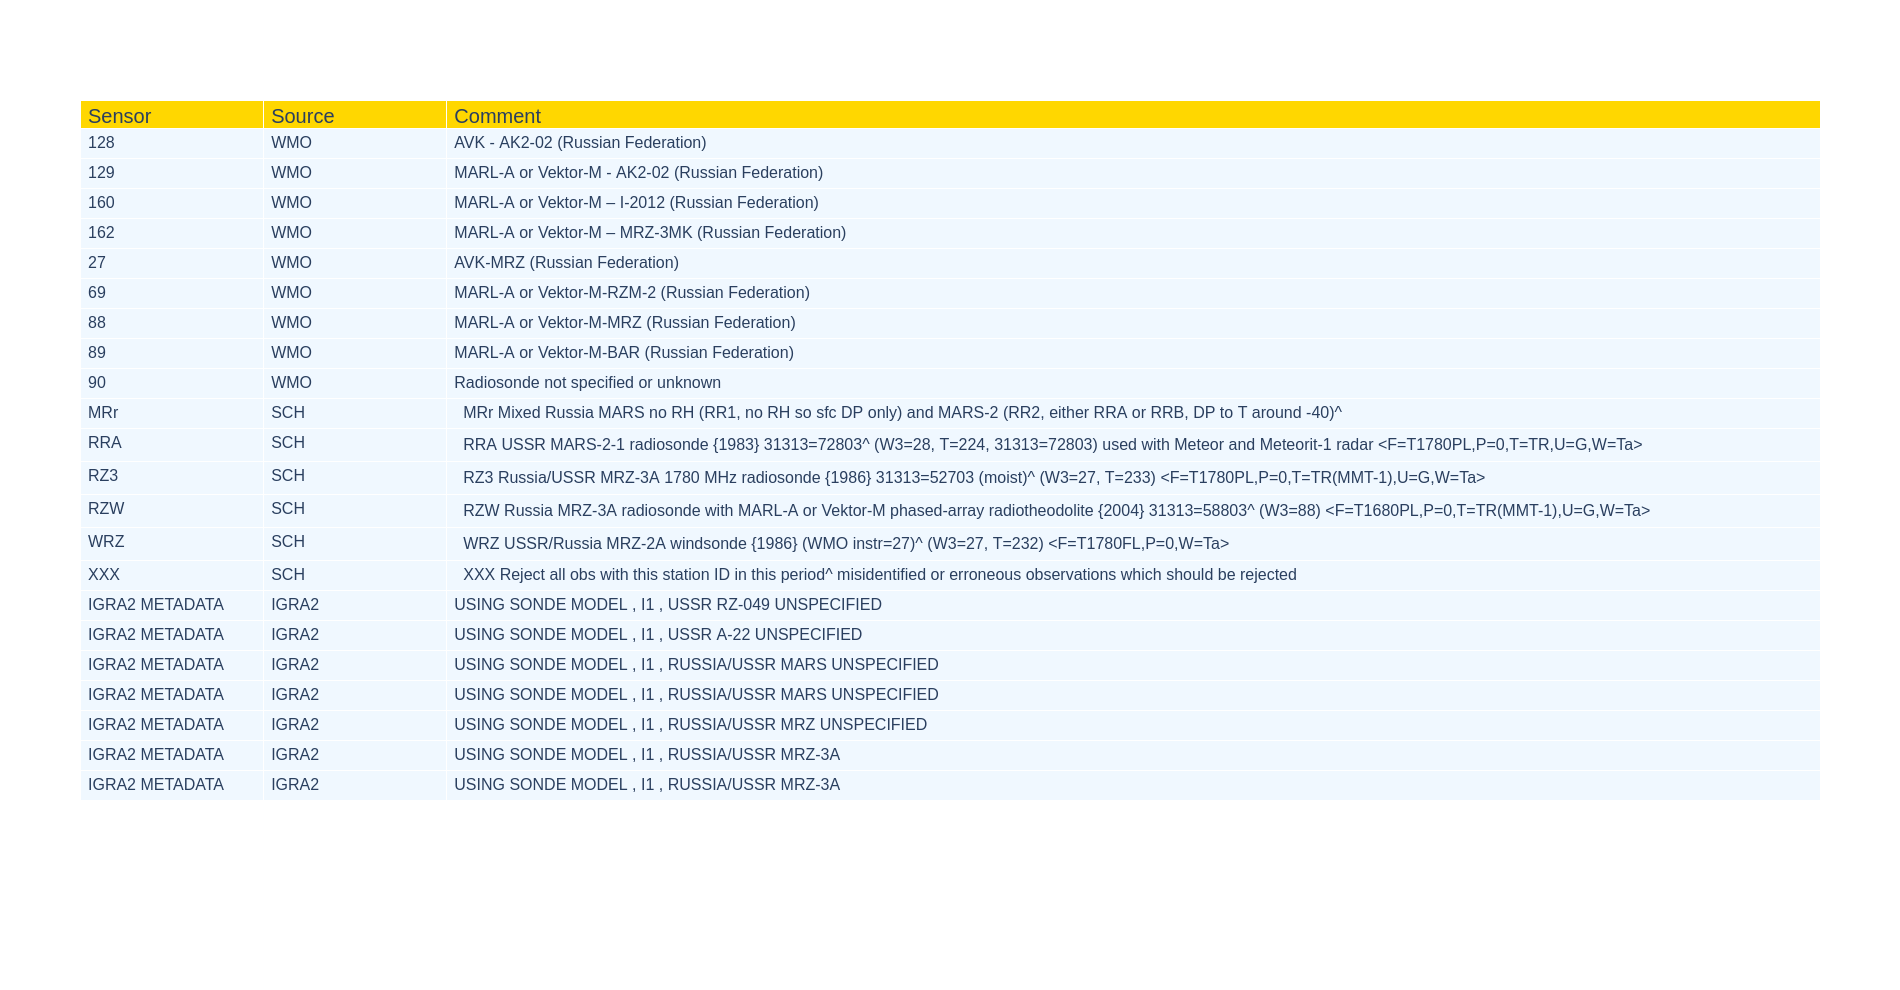 Sensor Source Comment
128 WMO AVK - AK2-02 (Russian Federation)
129 WMO MARL-A or Vektor-M - AK2-02 (Russian Federation)
160 WMO MARL-A or Vektor-M – I-2012 (Russian Federation)
162 WMO MARL-A or Vektor-M – MRZ-3MK (Russian Federation)
27 WMO AVK-MRZ (Russian Federation)
69 WMO MARL-A or Vektor-M-RZM-2 (Russian Federation)
88 WMO MARL-A or Vektor-M-MRZ (Russian Federation)
89 WMO MARL-A or Vektor-M-BAR (Russian Federation)
90 WMO Radiosonde not specified or unknown
MRr SCH MRr Mixed Russia MARS no RH (RR1, no RH so sfc DP only) and MARS-2 (RR2, either RRA or RRB, DP to T around -40)^
RRA SCH RRA USSR MARS-2-1 radiosonde {1983} 31313=72803^ (W3=28, T=224, 31313=72803) used with Meteor and Meteorit-1 radar <F=T1780PL,P=0,T=TR,U=G,W=Ta>
RZ3 SCH RZ3 Russia/USSR MRZ-3A 1780 MHz radiosonde {1986} 31313=52703 (moist)^ (W3=27, T=233) <F=T1780PL,P=0,T=TR(MMT-1),U=G,W=Ta>
RZW SCH RZW Russia MRZ-3A radiosonde with MARL-A or Vektor-M phased-array radiotheodolite {2004} 31313=58803^ (W3=88) <F=T1680PL,P=0,T=TR(MMT-1),U=G,W=Ta>
WRZ SCH WRZ USSR/Russia MRZ-2A windsonde {1986} (WMO instr=27)^ (W3=27, T=232) <F=T1780FL,P=0,W=Ta>
XXX SCH XXX Reject all obs with this station ID in this period^ misidentified or erroneous observations which should be rejected
IGRA2 METADATA IGRA2 USING SONDE MODEL , I1 , USSR RZ-049 UNSPECIFIED
IGRA2 METADATA IGRA2 USING SONDE MODEL , I1 , USSR A-22 UNSPECIFIED
IGRA2 METADATA IGRA2 USING SONDE MODEL , I1 , RUSSIA/USSR MARS UNSPECIFIED
IGRA2 METADATA IGRA2 USING SONDE MODEL , I1 , RUSSIA/USSR MARS UNSPECIFIED
IGRA2 METADATA IGRA2 USING SONDE MODEL , I1 , RUSSIA/USSR MRZ UNSPECIFIED
IGRA2 METADATA IGRA2 USING SONDE MODEL , I1 , RUSSIA/USSR MRZ-3A
IGRA2 METADATA IGRA2 USING SONDE MODEL , I1 , RUSSIA/USSR MRZ-3A